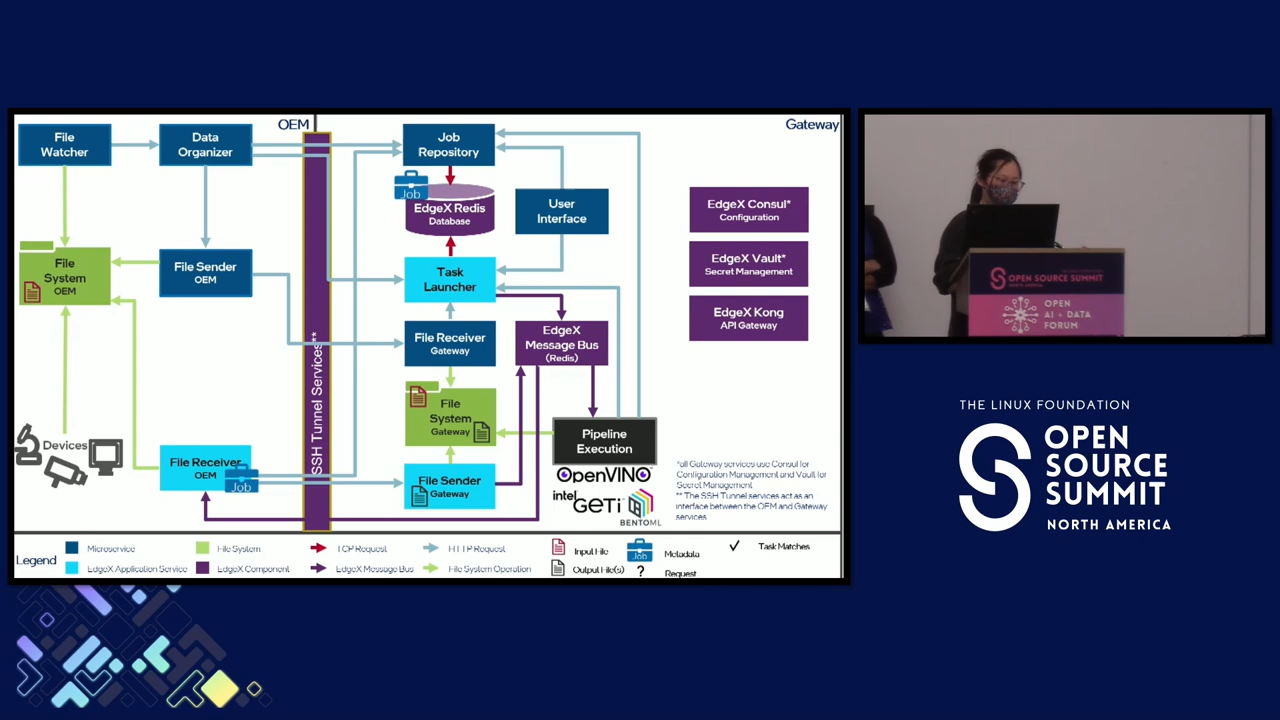 OEM
Gateway
File
Watcher
Data
Organizer
Job
Repository
Job
EdgeX Redis
Database
User
Interface
EdgeX Consul*
Configuration
EdgeX Vault*
Secret Management
EdgeX Kong
API Gateway
File
System
OEM
File Sender
OEM
Task
Launcher
File Receiver
Gateway
EdgeX
Message Bus
(Redis)
SSH Tunnel Services**
File
System
Gateway
Pipeline
Execution
Devices
File Receiver
OEM
Job
File Sender
Gateway
OpenVINO
intel
GETi
BENTOML
*all Gateway services use Consul for
Configuration Management and Vault for
Secret Management
** The SSH Tunnel services act as an
interface between the OEM and Gateway
services.
Legend
Microservice
File System
TCP Request
HTTP Request
Input File
Job
Metadata
Task Matches
EdgeX Application Service
EdgeX Component
EdgeX Message Bus
File System Operation
Output File(s)
?
Request
OPEN SOURCE SUMMIT
NORTH AMERICA
OPEN
AI + DATA
FORUM
THE LINUX FOUNDATION
OPEN
SOURCE
SUMMIT
NORTH AMERICA